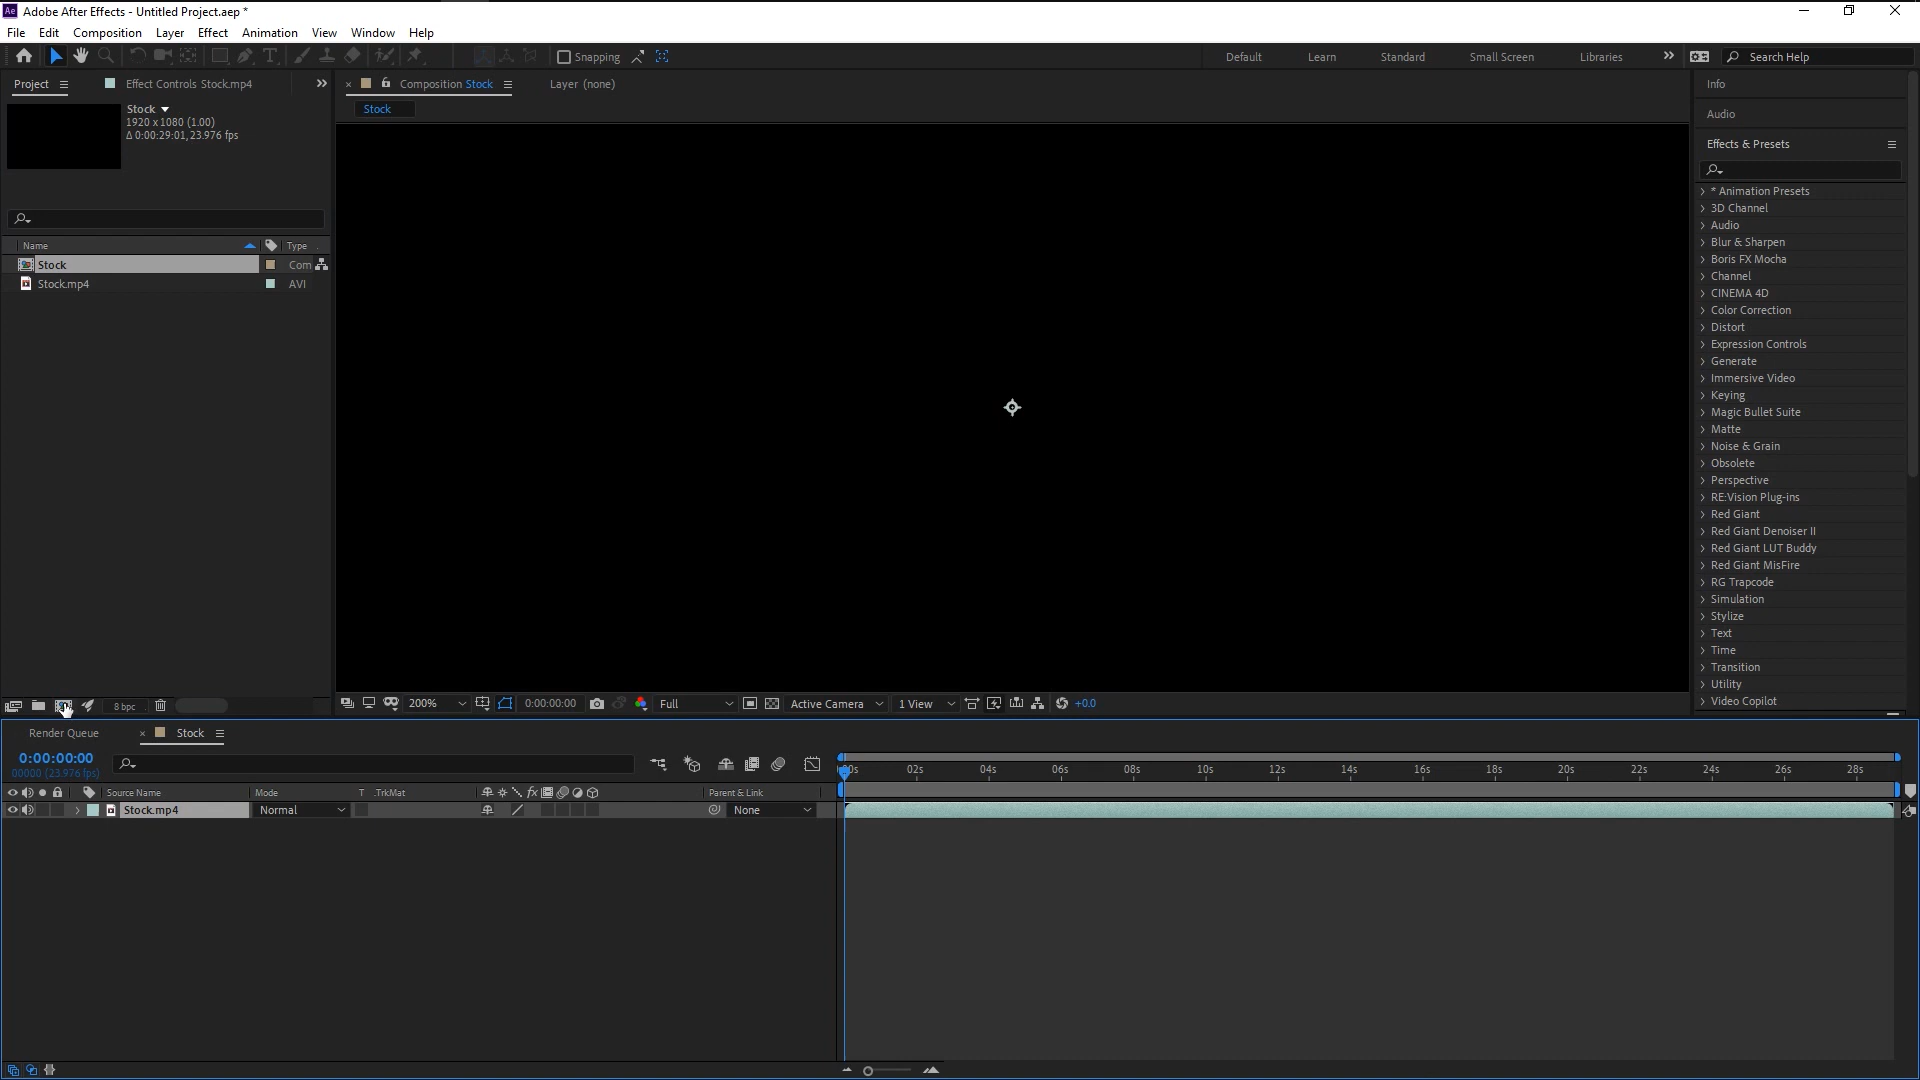 Adobe After Effects - Untitled Project.aep *
File Edit Composition Layer Effect Animation View Window Help
Snapping
Default Learn Standard Small Screen Libraries
Search Help
Project
Effect Controls Stock.mp4
Composition Stock
Layer (none)
Stock
1920 x 1080 (1.00)
Δ 0:00:29:01, 23.976 fps
Stock
Name Type
Stock Com
Stock.mp4 AVI
Info
Audio
Effects & Presets
* Animation Presets
3D Channel
Audio
Blur & Sharpen
Boris FX Mocha
Channel
CINEMA 4D
Color Correction
Distort
Expression Controls
Generate
Immersive Video
Keying
Magic Bullet Suite
Matte
Noise & Grain
Obsolete
Perspective
RE:Vision Plug-ins
Red Giant
Red Giant Denoiser II
Red Giant LUT Buddy
Red Giant MisFire
RG Trapcode
Simulation
Stylize
Text
Time
Transition
Utility
Video Copilot
8 bpc
200% 0:00:00:00 Full Active Camera 1 View +0.0
Render Queue Stock
0:00:00:00
00000 (23.976 fps)
02s 04s 06s 08s 10s 12s 14s 16s 18s 20s 22s 24s 26s 28s
Source Name Mode T .TrkMat Parent & Link
Stock.mp4 Normal None